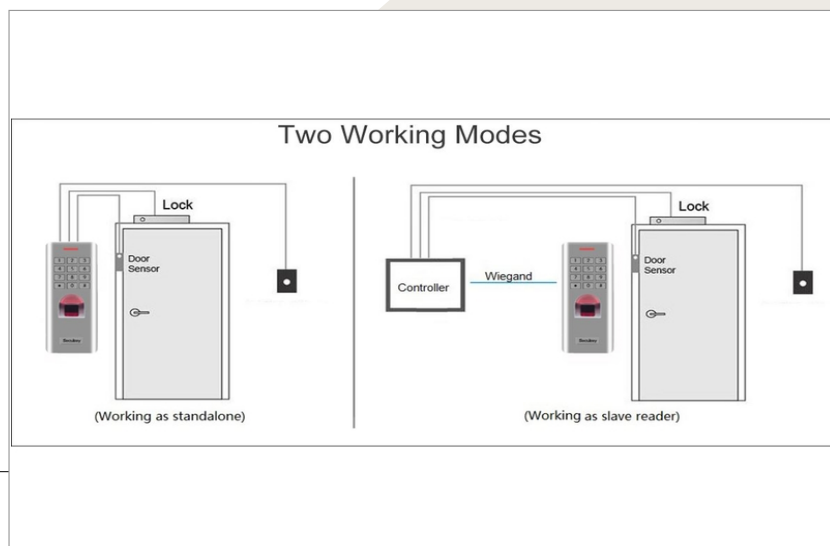 Two Working Modes
Lock
Door
Sensor
(Working as standalone)
Lock
Door
Sensor
Controller
Wiegand
(Working as slave reader)